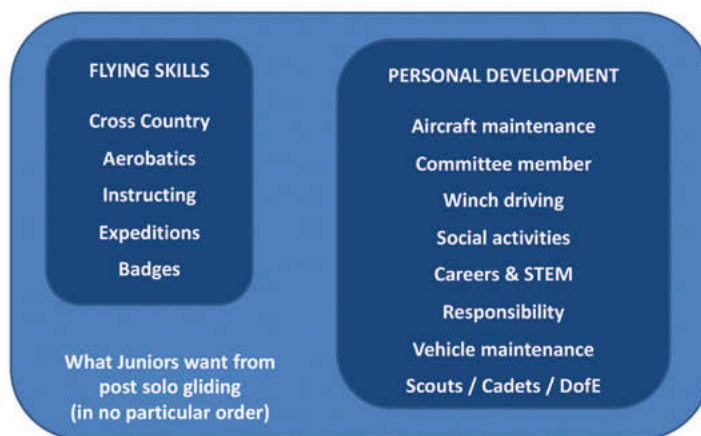 FLYING SKILLS
Cross Country
Aerobatics
Instructing
Expeditions
Badges
What Juniors want from
post solo gliding
(in no particular order)
PERSONAL DEVELOPMENT
Aircraft maintenance
Committee member
Winch driving
Social activities
Careers & STEM
Responsibility
Vehicle maintenance
Scouts / Cadets / DofE